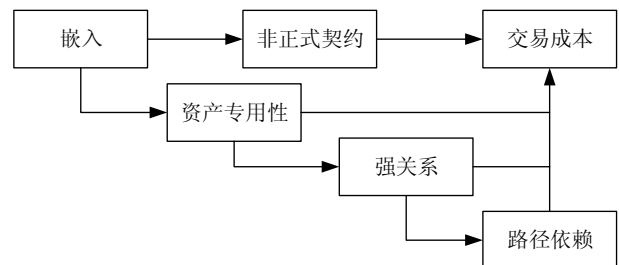 嵌入
非正式契约
交易成本
资产专用性
强关系
路径依赖